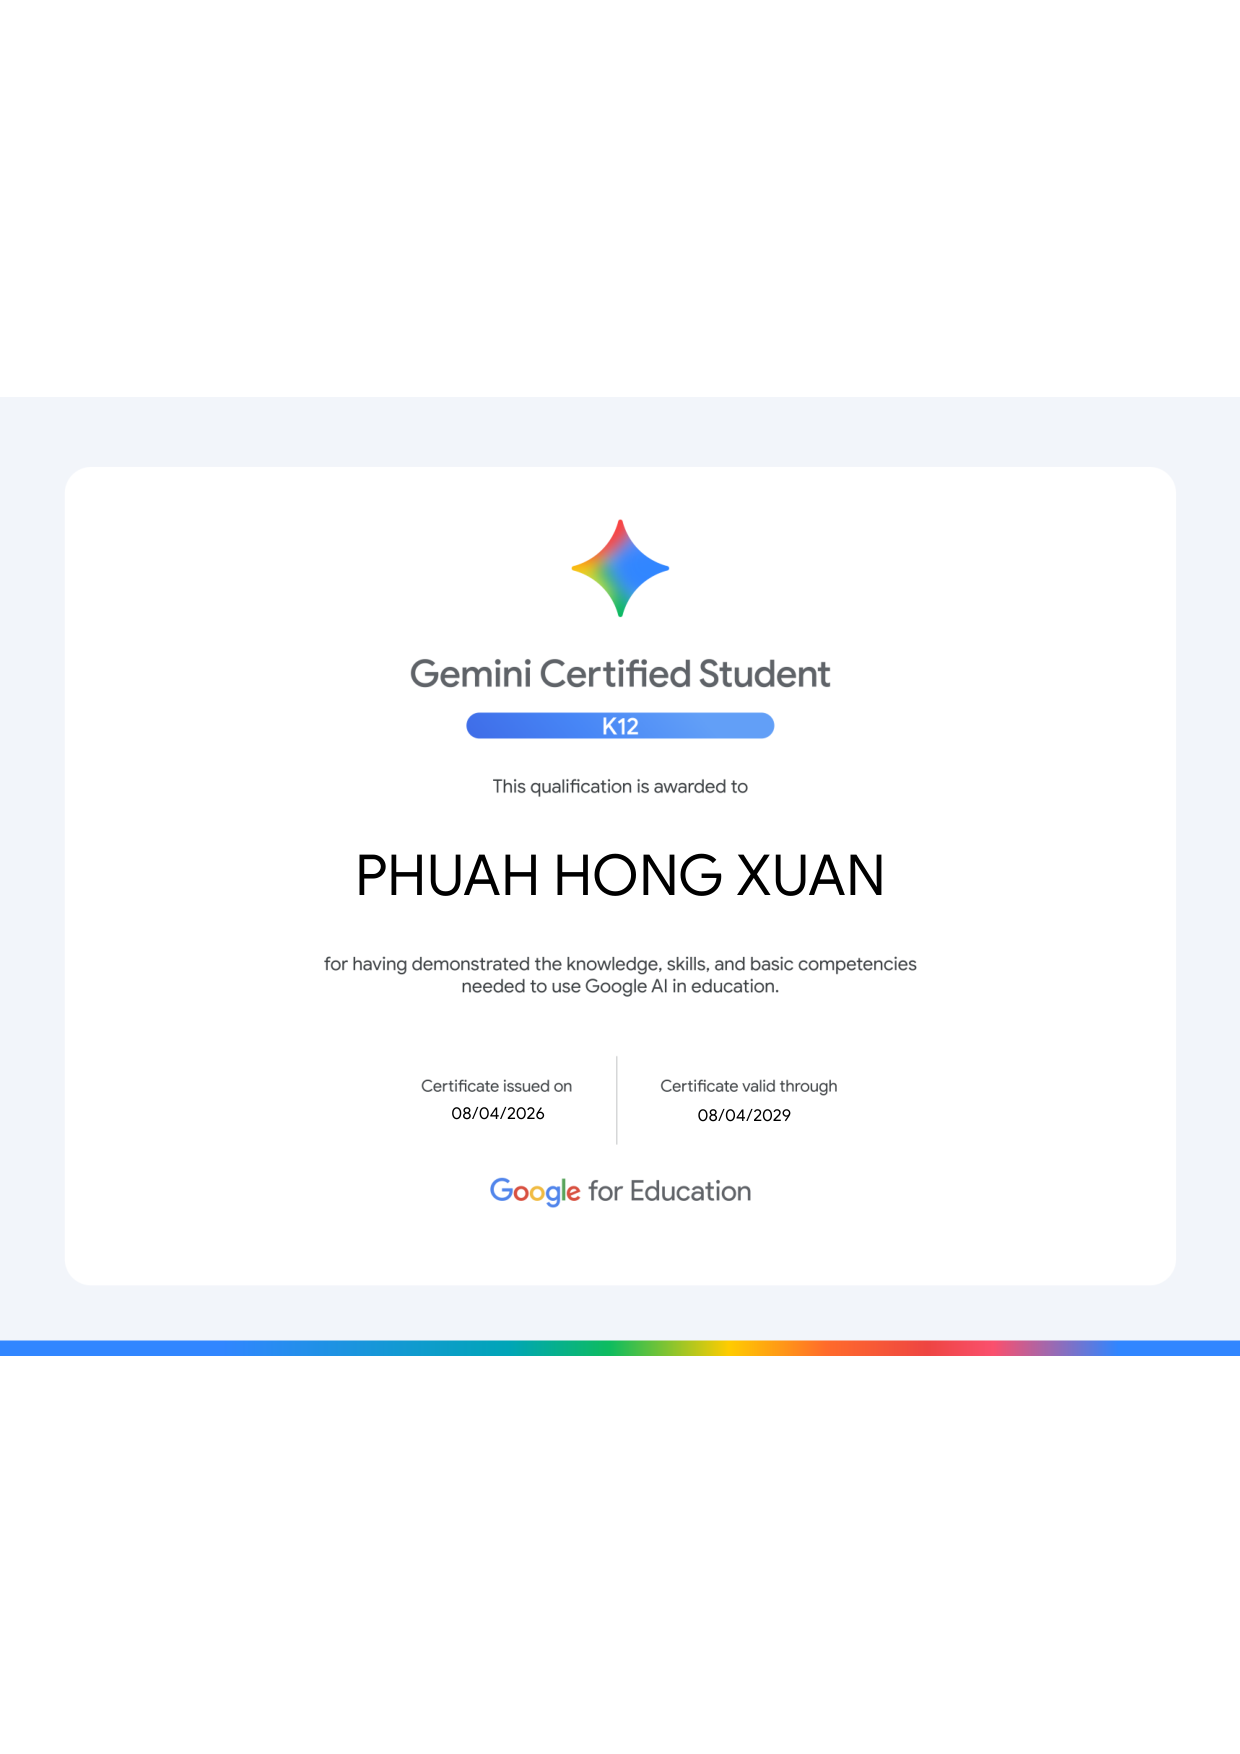 Gemini Certified Student
K12
This qualification is awarded to
PHUAH HONG XUAN
for having demonstrated the knowledge, skills, and basic competencies
needed to use Google AI in education.
Certificate issued on
08/04/2026
Certificate valid through
08/04/2029
Google for Education